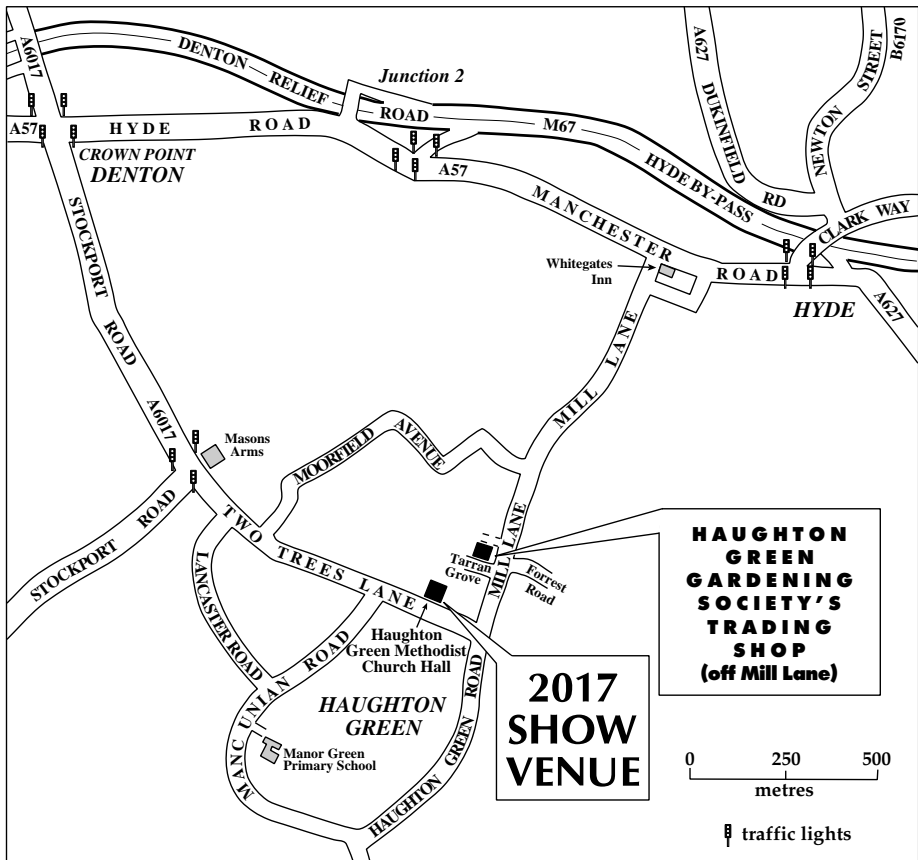 A6017
DENTON RELIEF ROAD
Junction 2
M67
HYDE BY-PASS
A627
DUKINFIELD RD
NEWTON STREET
B6170
CLARK WAY
A57
HYDE ROAD
CROWN POINT
DENTON
A57
MANCHESTER ROAD
Whitegates
Inn
HYDE
A627
STOCKPORT ROAD
A6017
Masons
Arms
MILL LANE
MOORFIELD AVENUE
STOCKPORT ROAD
TWO TREES LANE
LANCASTER ROAD
MILL LANE
Tarran
Grove
Forrest
Road
HAUGHTON
GREEN
GARDENING
SOCIETY'S
TRADING
SHOP
(off Mill Lane)
Haughton
Green Methodist
Church Hall
MANC UNION ROAD
HAUGHTON
GREEN
Manor Green
Primary School
HAUGHTON GREEN ROAD
2017
SHOW
VENUE
0 250 500
metres
traffic lights